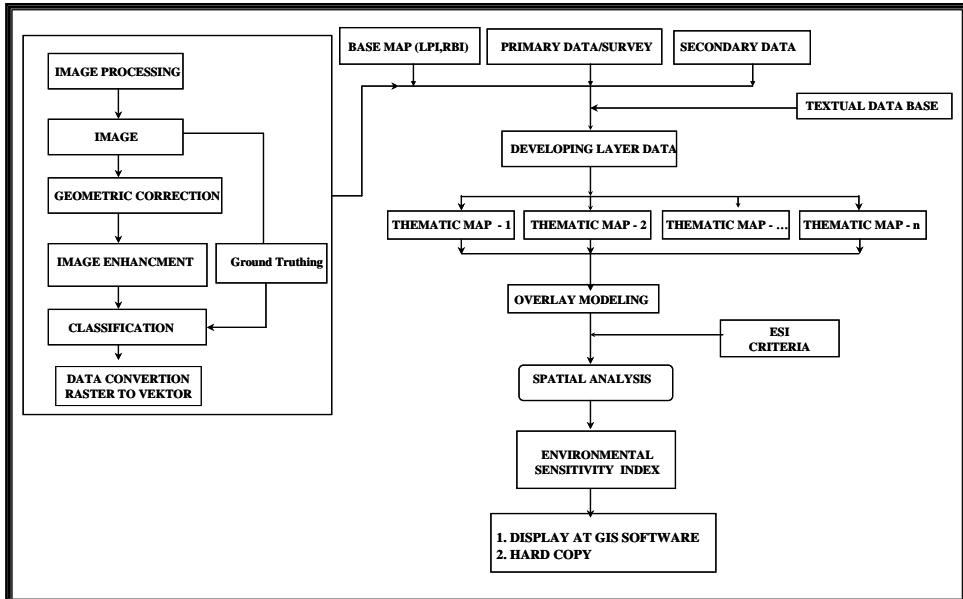 IMAGE PROCESSING
IMAGE
GEOMETRIC CORRECTION
IMAGE ENHANCMENT
Ground Truthing
CLASSIFICATION
DATA CONVERTION
RASTER TO VEKTOR
BASE MAP (LPI,RBI)
PRIMARY DATA/SURVEY
SECONDARY DATA
TEXTUAL DATA BASE
DEVELOPING LAYER DATA
THEMATIC MAP - 1
THEMATIC MAP - 2
THEMATIC MAP - ...
THEMATIC MAP - n
OVERLAY MODELING
ESI
CRITERIA
SPATIAL ANALYSIS
ENVIRONMENTAL
SENSITIVITY INDEX
1. DISPLAY AT GIS SOFTWARE
2. HARD COPY